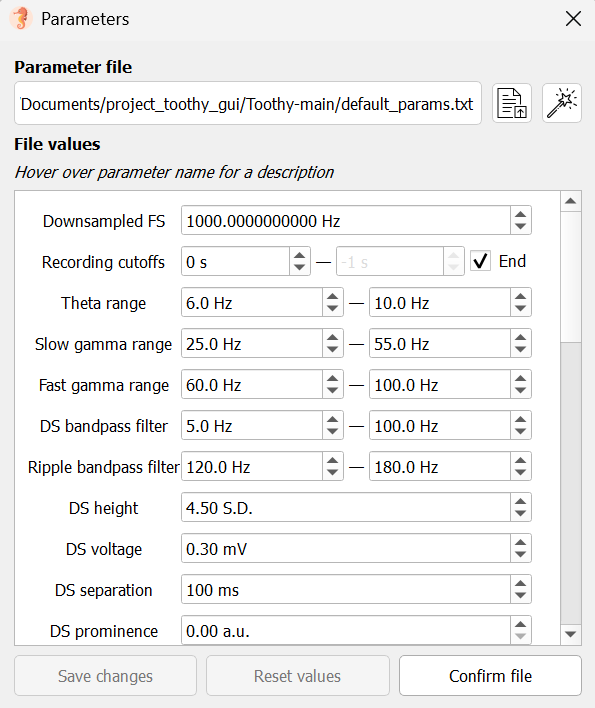 Parameters
Parameter file
Documents/project_toothy_gui/Toothy-main/default_params.txt
File values
Hover over parameter name for a description
Downsampled FS 1000.0000000000 Hz
Recording cutoffs 0 s — -1 s End
Theta range 6.0 Hz — 10.0 Hz
Slow gamma range 25.0 Hz — 55.0 Hz
Fast gamma range 60.0 Hz — 100.0 Hz
DS bandpass filter 5.0 Hz — 100.0 Hz
Ripple bandpass filter 120.0 Hz — 180.0 Hz
DS height 4.50 S.D.
DS voltage 0.30 mV
DS separation 100 ms
DS prominence 0.00 a.u.
Save changes Reset values Confirm file